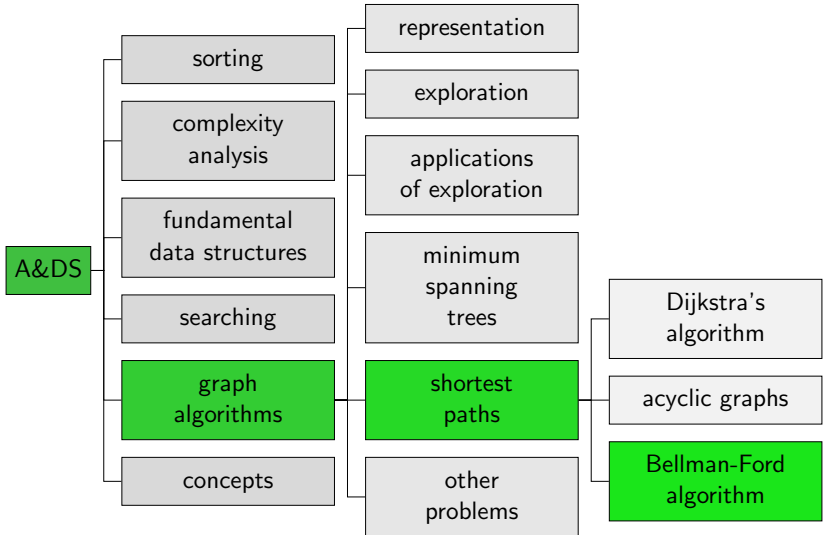 A&DS
sorting
complexity
analysis
fundamental
data structures
searching
graph
algorithms
concepts
representation
exploration
applications
of exploration
minimum
spanning
trees
shortest
paths
other
problems
Dijkstra's
algorithm
acyclic graphs
Bellman-Ford
algorithm